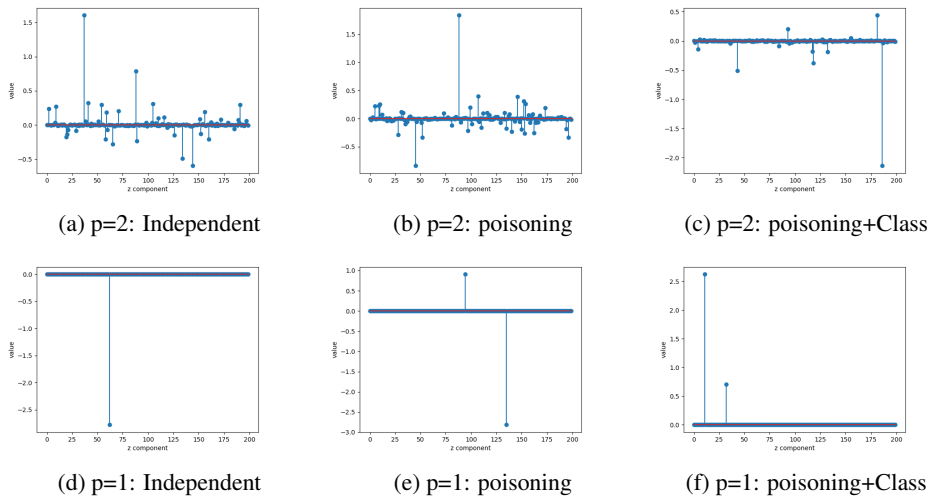 1.5
1.0
0.5
0.0
−0.5
value
0 25 50 75 100 125 150 175 200
z component
(a) p=2: Independent
1.5
1.0
0.5
0.0
−0.5
value
0 25 50 75 100 125 150 175 200
z component
(b) p=2: poisoning
0.5
0.0
−0.5
−1.0
−1.5
−2.0
value
0 25 50 75 100 125 150 175 200
z component
(c) p=2: poisoning+Class
0.0
−0.5
−1.0
−1.5
−2.0
−2.5
value
0 25 50 75 100 125 150 175 200
z component
(d) p=1: Independent
1.0
0.5
0.0
−0.5
−1.0
−1.5
−2.0
−2.5
−3.0
value
0 25 50 75 100 125 150 175 200
z component
(e) p=1: poisoning
2.5
2.0
1.5
1.0
0.5
0.0
value
0 25 50 75 100 125 150 175 200
z component
(f) p=1: poisoning+Class